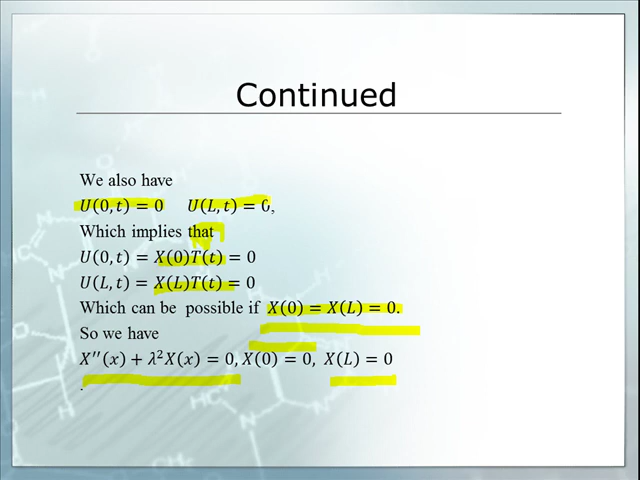 Continued
We also have
U(0, t) = 0 U(L, t) = 0,
Which implies that
U(0, t) = X(0)T(t) = 0
U(L, t) = X(L)T(t) = 0
Which can be possible if X(0) = X(L) = 0.
So we have
X′′(x) + λ²X(x) = 0, X(0) = 0, X(L) = 0
.